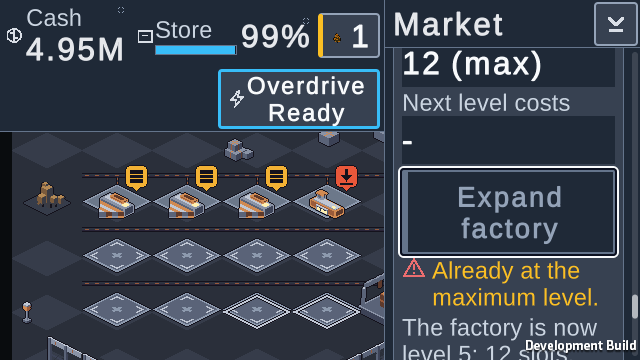 Cash
4.95M
Store
99%
1
Overdrive
Ready
Market
12 (max)
Next level costs
-
Expand
factory
Already at the
maximum level.
The factory is now
level 5: 12 slots
Development Build